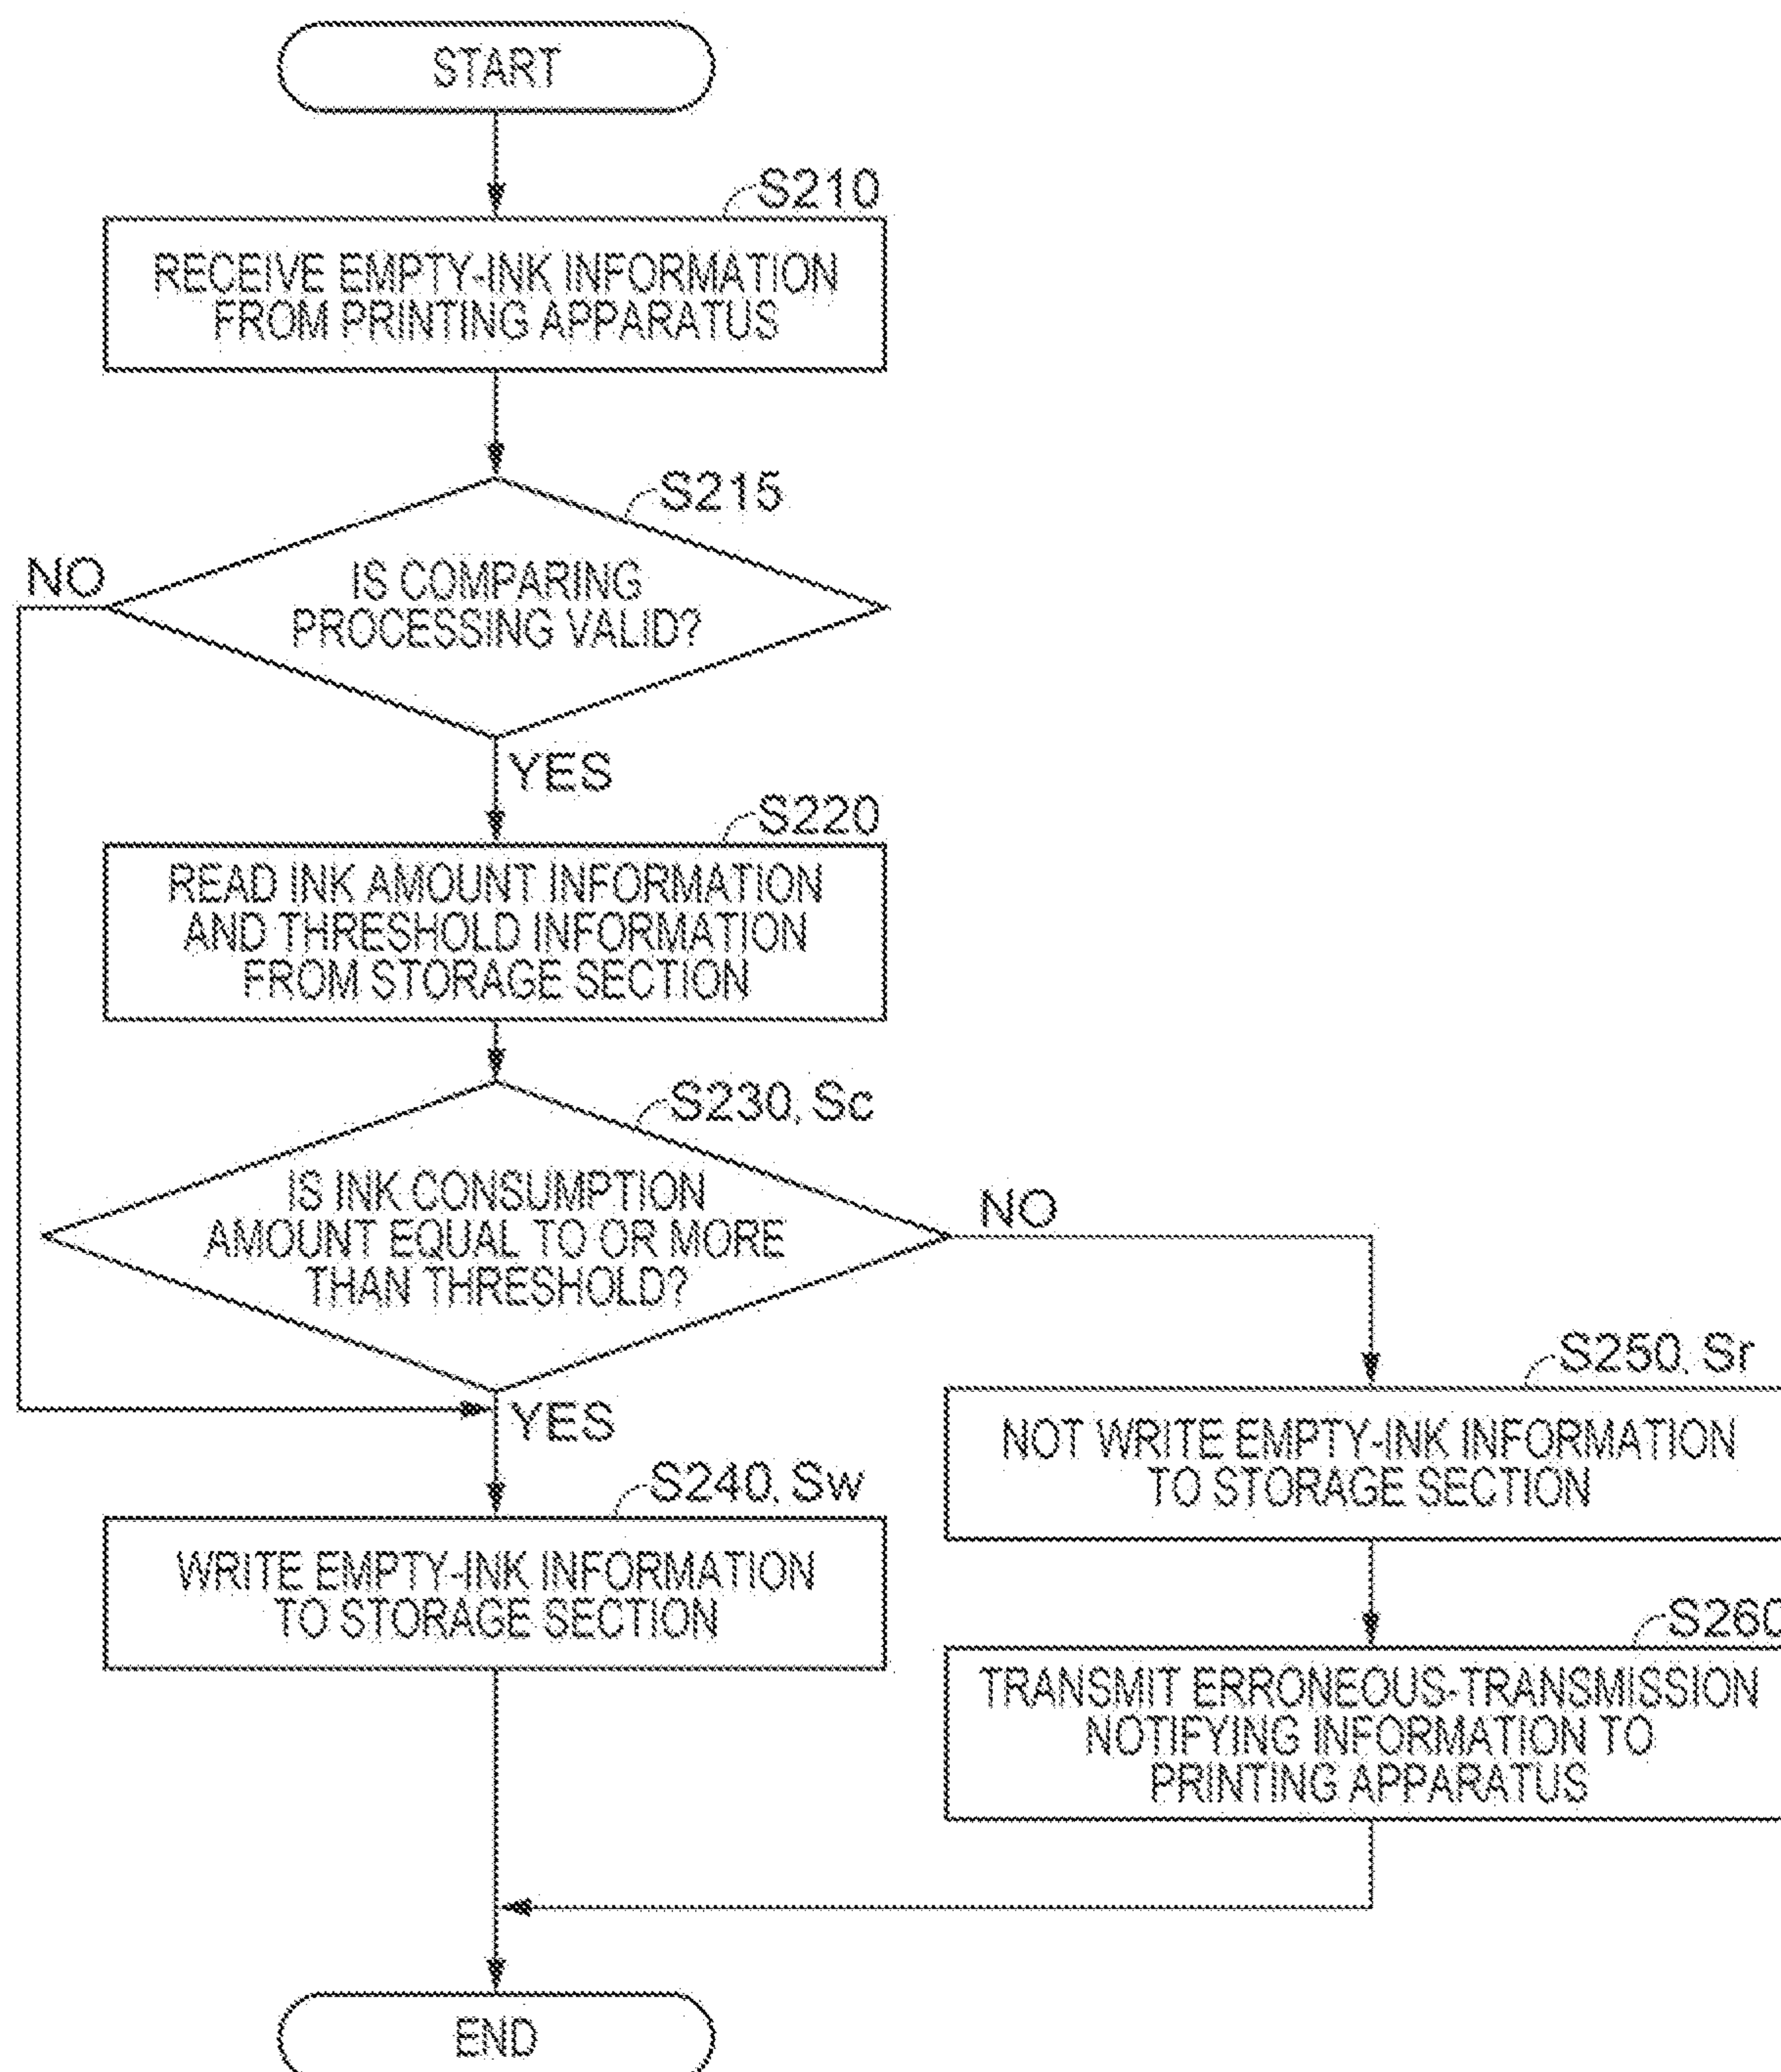 START
S210
RECEIVE EMPTY-INK INFORMATION
FROM PRINTING APPARATUS
S215
NO
IS COMPARING
PROCESSING VALID?
YES
S220
READ INK AMOUNT INFORMATION
AND THRESHOLD INFORMATION
FROM STORAGE SECTION
S230, Sc
IS INK CONSUMPTION
AMOUNT EQUAL TO OR MORE
THAN THRESHOLD?
NO
YES
S250, Sr
NOT WRITE EMPTY-INK INFORMATION
TO STORAGE SECTION
S240, Sw
WRITE EMPTY-INK INFORMATION
TO STORAGE SECTION
S260
TRANSMIT ERRONEOUS-TRANSMISSION
NOTIFYING INFORMATION TO
PRINTING APPARATUS
END